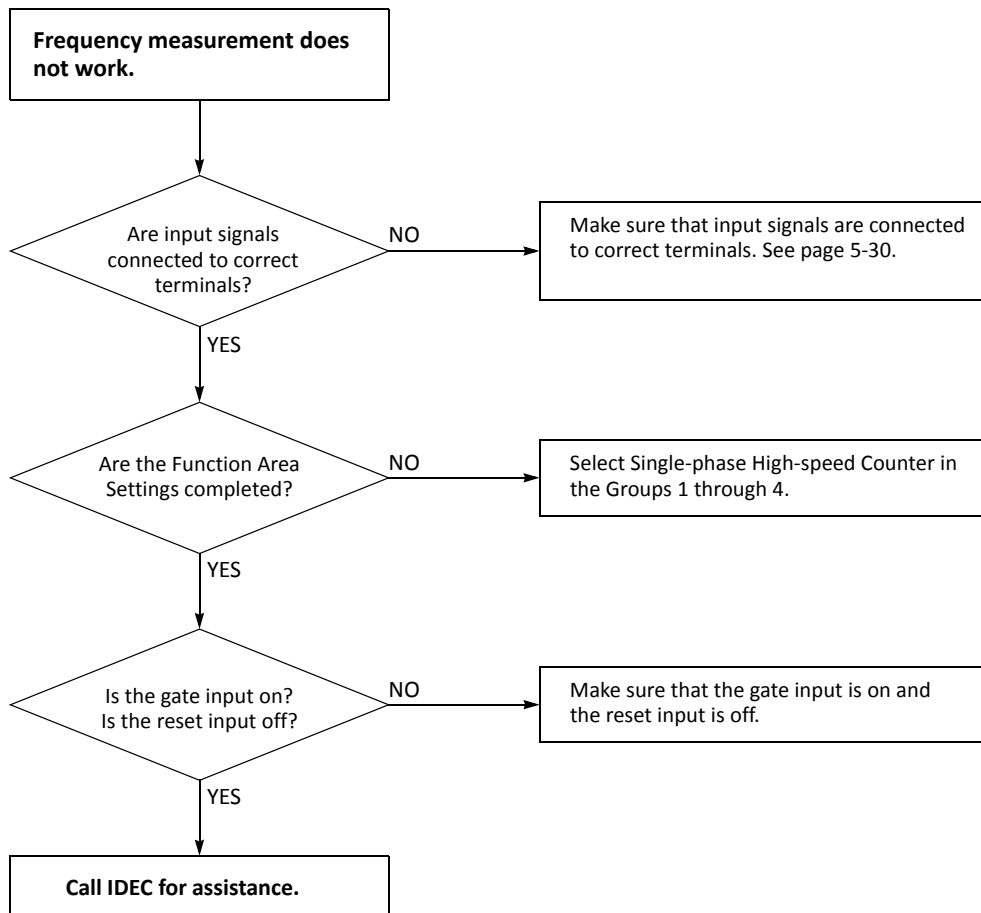 Frequency measurement does
not work.
Are input signals
connected to correct
terminals?
NO
Make sure that input signals are connected
to correct terminals. See page 5-30.
YES
Are the Function Area
Settings completed?
NO
Select Single-phase High-speed Counter in
the Groups 1 through 4.
YES
Is the gate input on?
Is the reset input off?
NO
Make sure that the gate input is on and
the reset input is off.
YES
Call IDEC for assistance.